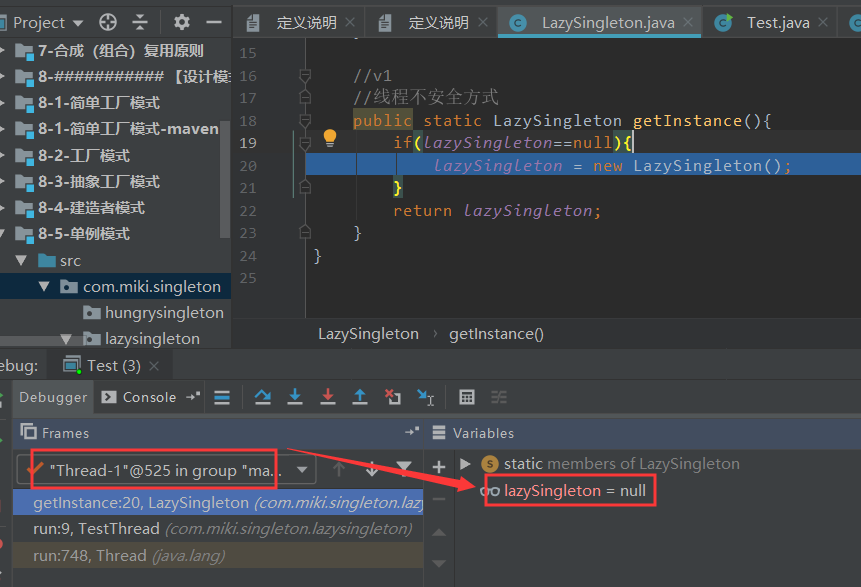 Project
定义说明
定义说明
LazySingleton.java
Test.java
7-合成（组合）复用原则
8-########### 【设计模
8-1-简单工厂模式
8-1-简单工厂模式-maven
8-2-工厂模式
8-3-抽象工厂模式
8-4-建造者模式
8-5-单例模式
src
com.miki.singleton
hungrysingleton
lazysingleton
15
16 //v1
17 //线程不安全方式
18 public static LazySingleton getInstance(){
19 if(lazySingleton==null){
20 lazySingleton = new LazySingleton();
21 }
22 return lazySingleton;
23 }
24 }
25
LazySingleton › getInstance()
ebug: Test (3)
Debugger Console
Frames
Variables
"Thread-1"@525 in group "ma...
static members of LazySingleton
getInstance:20, LazySingleton (com.miki.singleton.lazy
lazySingleton = null
run:9, TestThread (com.miki.singleton.lazysingleton)
run:748, Thread (java.lang)